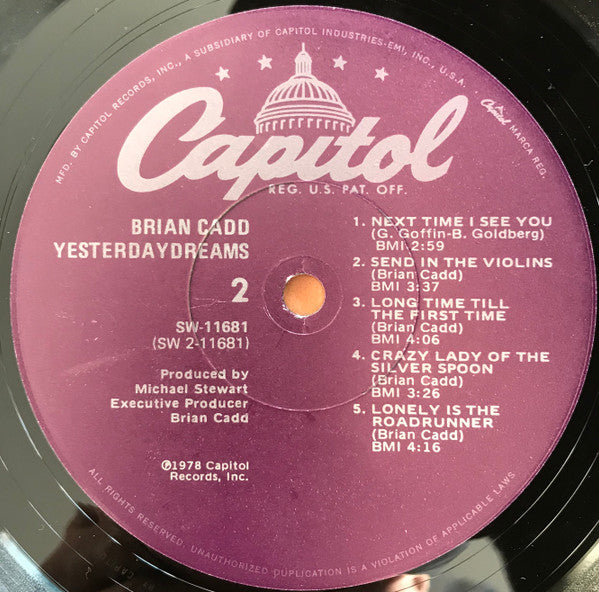 MFD. BY CAPITOL RECORDS, INC., A SUBSIDIARY OF CAPITOL INDUSTRIES-EMI, INC., U.S.A.
Capitol MARCA REG.
Capitol
REG. U.S. PAT. OFF.
BRIAN CADD
YESTERDAYDREAMS
2
SW-11681
(SW 2-11681)
Produced by
Michael Stewart
Executive Producer
Brian Cadd
℗1978 Capitol
Records, Inc.
1. NEXT TIME I SEE YOU
(G. Goffin-B. Goldberg)
BMI 2:59
2. SEND IN THE VIOLINS
(Brian Cadd)
BMI 3:37
3. LONG TIME TILL
THE FIRST TIME
(Brian Cadd)
BMI 4:06
4. CRAZY LADY OF THE
SILVER SPOON
(Brian Cadd)
BMI 3:26
5. LONELY IS THE
ROADRUNNER
(Brian Cadd)
BMI 4:16
ALL RIGHTS RESERVED. UNAUTHORIZED DUPLICATION IS A VIOLATION OF APPLICABLE LAWS